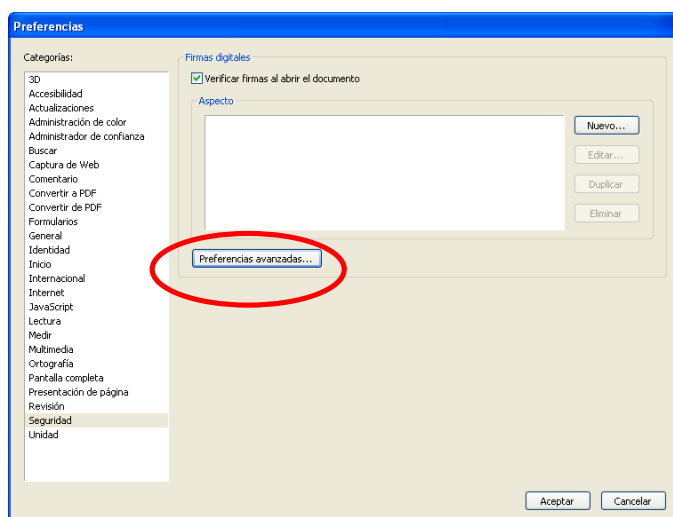 Preferencias
Categorías:
3D
Accesibilidad
Actualizaciones
Administración de color
Administrador de confianza
Buscar
Captura de Web
Comentario
Convertir a PDF
Convertir de PDF
Formularios
General
Identidad
Inicio
Internacional
Internet
JavaScript
Lectura
Medir
Multimedia
Ortografía
Pantalla completa
Presentación de página
Revisión
Seguridad
Unidad
Firmas digitales
Verificar firmas al abrir el documento
Aspecto
Nuevo...
Editar...
Duplicar
Eliminar
Preferencias avanzadas...
Aceptar
Cancelar